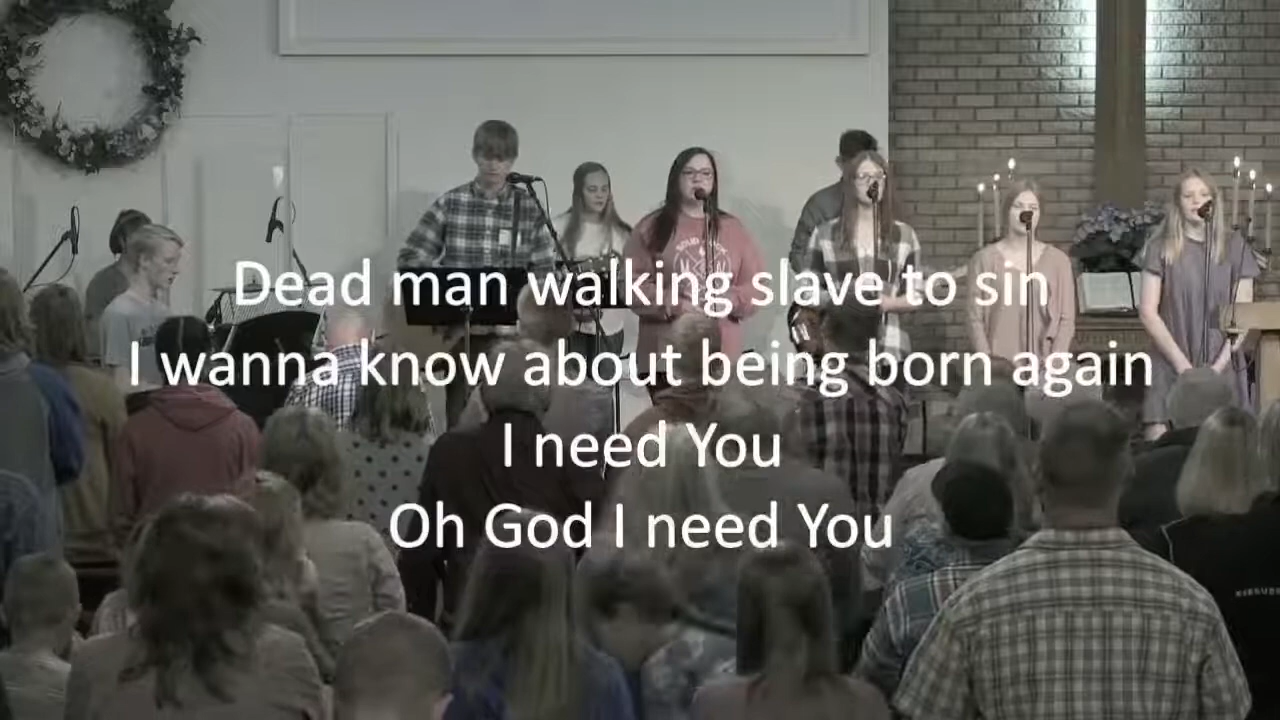 Dead man walking slave to sin
I wanna know about being born again
I need You
Oh God I need You